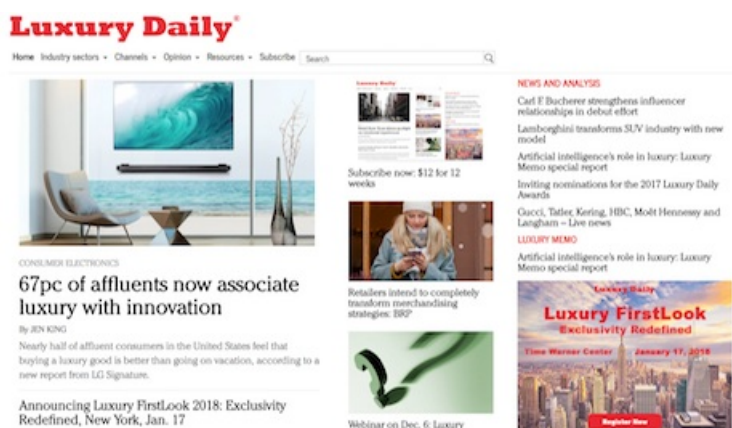 Luxury Daily®
Home Industry sectors Channels Opinion Resources Subscribe Search
CONSUMER ELECTRONICS
67pc of affluents now associate
luxury with innovation
By JEN KING
Nearly half of affluent consumers in the United States feel that
buying a luxury good is better than going on vacation, according to a
new report from LG Signature.
Announcing Luxury FirstLook 2018: Exclusivity
Redefined, New York, Jan. 17
Luxury Daily
Subscribe now: $12 for 12
weeks
Retailers intend to completely
transform merchandising
strategies: BRP
Webinar on Dec. 6: Luxury
NEWS AND ANALYSIS
Carl F. Bucherer strengthens influencer
relationships in debut effort
Lamborghini transforms SUV industry with new
model
Artificial intelligence's role in luxury: Luxury
Memo special report
Inviting nominations for the 2017 Luxury Daily
Awards
Gucci, Tatler, Kering, HBC, Moët Hennessy and
Langham – Live news
LUXURY MEMO
Artificial intelligence's role in luxury: Luxury
Memo special report
Luxury Daily
Luxury FirstLook
Exclusivity Redefined
Time Warner Center January 17, 2018
Register Now